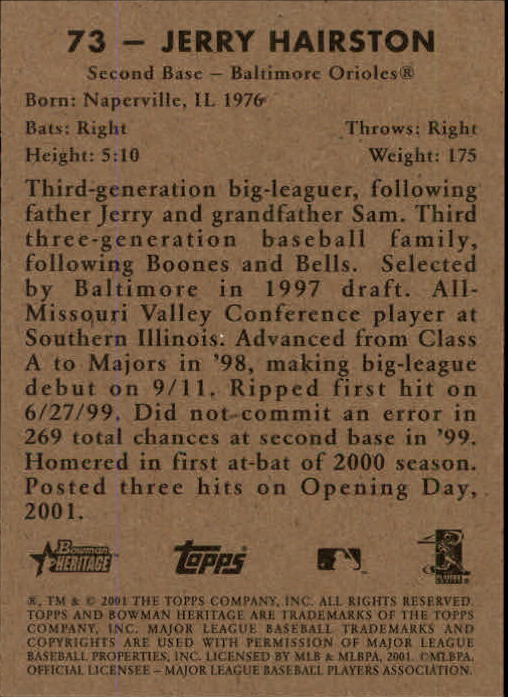 73 – JERRY HAIRSTON
Second Base – Baltimore Orioles®
Born: Naperville, IL 1976
Bats: Right Throws: Right
Height: 5:10 Weight: 175
Third-generation big-leaguer, following
father Jerry and grandfather Sam. Third
three-generation baseball family,
following Boones and Bells. Selected
by Baltimore in 1997 draft. All-
Missouri Valley Conference player at
Southern Illinois. Advanced from Class
A to Majors in '98, making big-league
debut on 9/11. Ripped first hit on
6/27/99. Did not commit an error in
269 total chances at second base in '99.
Homered in first at-bat of 2000 season.
Posted three hits on Opening Day,
2001.
Bowman HERITAGE Topps
®, TM & © 2001 THE TOPPS COMPANY, INC. ALL RIGHTS RESERVED.
TOPPS AND BOWMAN HERITAGE ARE TRADEMARKS OF THE TOPPS
COMPANY, INC. MAJOR LEAGUE BASEBALL TRADEMARKS AND
COPYRIGHTS ARE USED WITH PERMISSION OF MAJOR LEAGUE
BASEBALL PROPERTIES, INC. LICENSED BY MLB & MLBPA, 2001. ©MLBPA,
OFFICIAL LICENSEE – MAJOR LEAGUE BASEBALL PLAYERS ASSOCIATION.